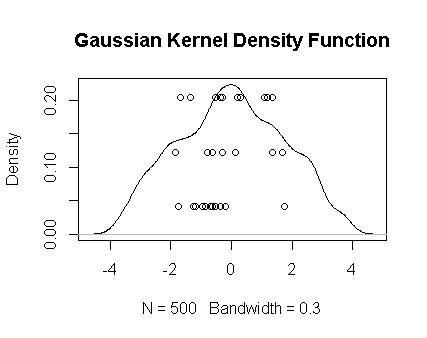 Gaussian Kernel Density Function
Density
0.20
0.10
0.00
-4 -2 0 2 4
N = 500 Bandwidth = 0.3